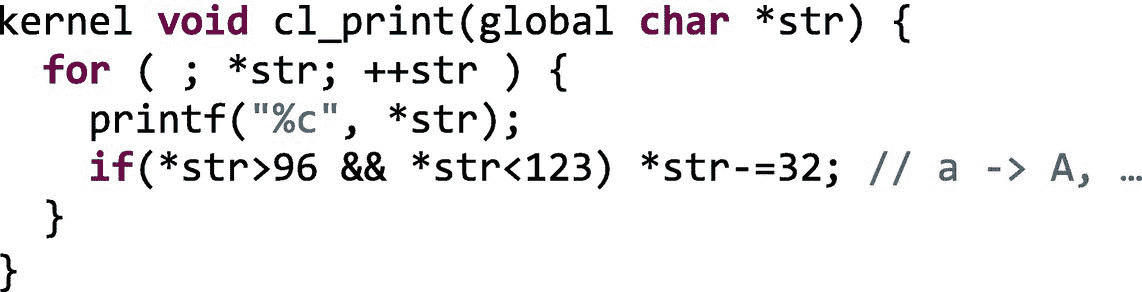 kernel void cl_print(global char *str) {
  for ( ; *str; ++str ) {
    printf("%c", *str);
    if(*str>96 && *str<123) *str-=32; // a -> A, …
  }
}